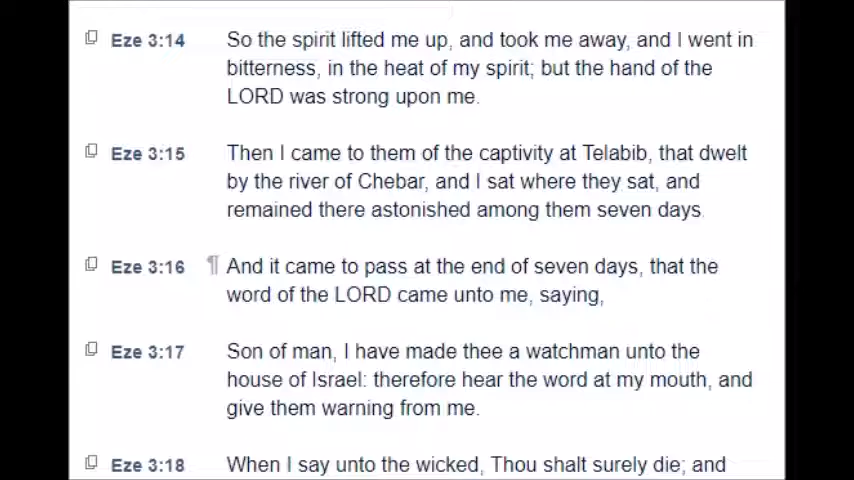 Eze 3:14 So the spirit lifted me up, and took me away, and I went in
bitterness, in the heat of my spirit; but the hand of the
LORD was strong upon me.
Eze 3:15 Then I came to them of the captivity at Telabib, that dwelt
by the river of Chebar, and I sat where they sat, and
remained there astonished among them seven days.
Eze 3:16 ¶ And it came to pass at the end of seven days, that the
word of the LORD came unto me, saying,
Eze 3:17 Son of man, I have made thee a watchman unto the
house of Israel: therefore hear the word at my mouth, and
give them warning from me.
Eze 3:18 When I say unto the wicked, Thou shalt surely die; and